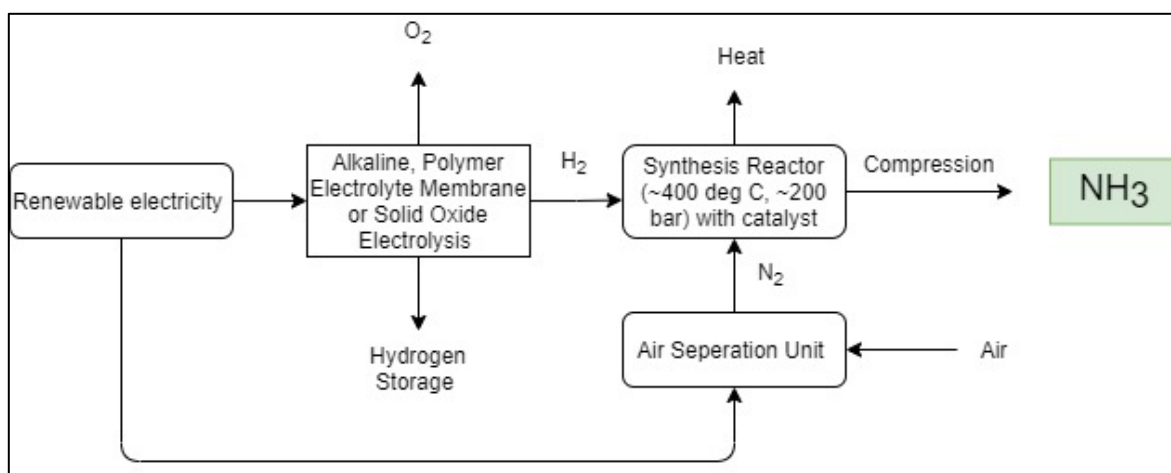 O2
Heat
Renewable electricity
Alkaline, Polymer
Electrolyte Membrane
or Solid Oxide
Electrolysis
H2
Synthesis Reactor
(~400 deg C, ~200
bar) with catalyst
Compression
NH3
N2
Hydrogen
Storage
Air Seperation Unit
Air